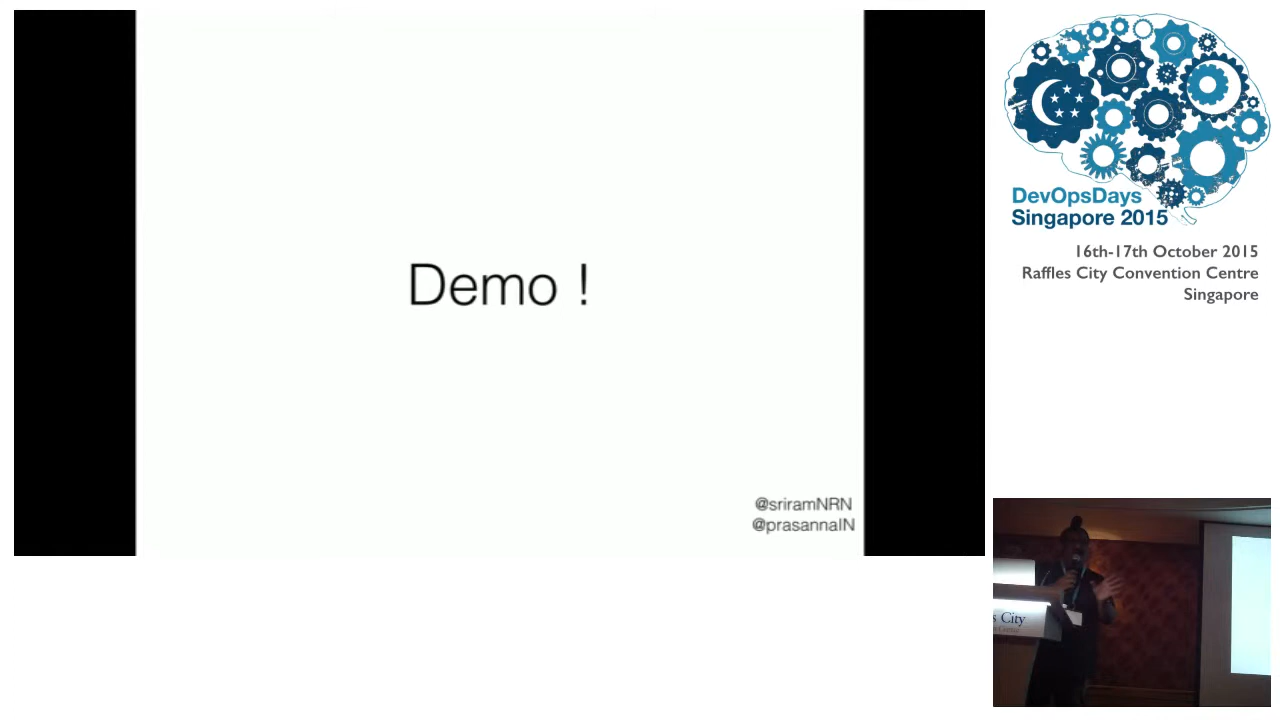 Demo !
@sriramNRN
@prasannaIN
DevOpsDays
Singapore 2015
16th-17th October 2015
Raffles City Convention Centre
Singapore
s City